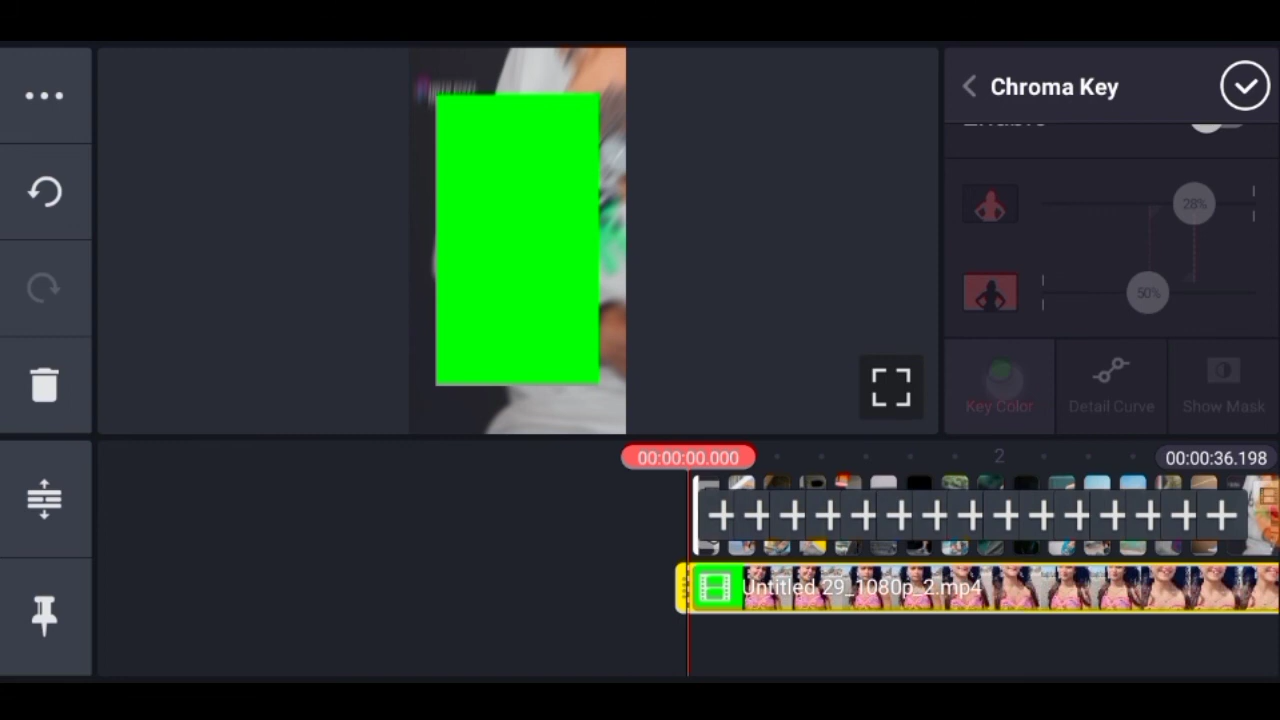 Chroma Key
28%
50%
Key Color
Detail Curve
Show Mask
00:00:00.000
2
00:00:36.198
Untitled 29_1080p_2.mp4